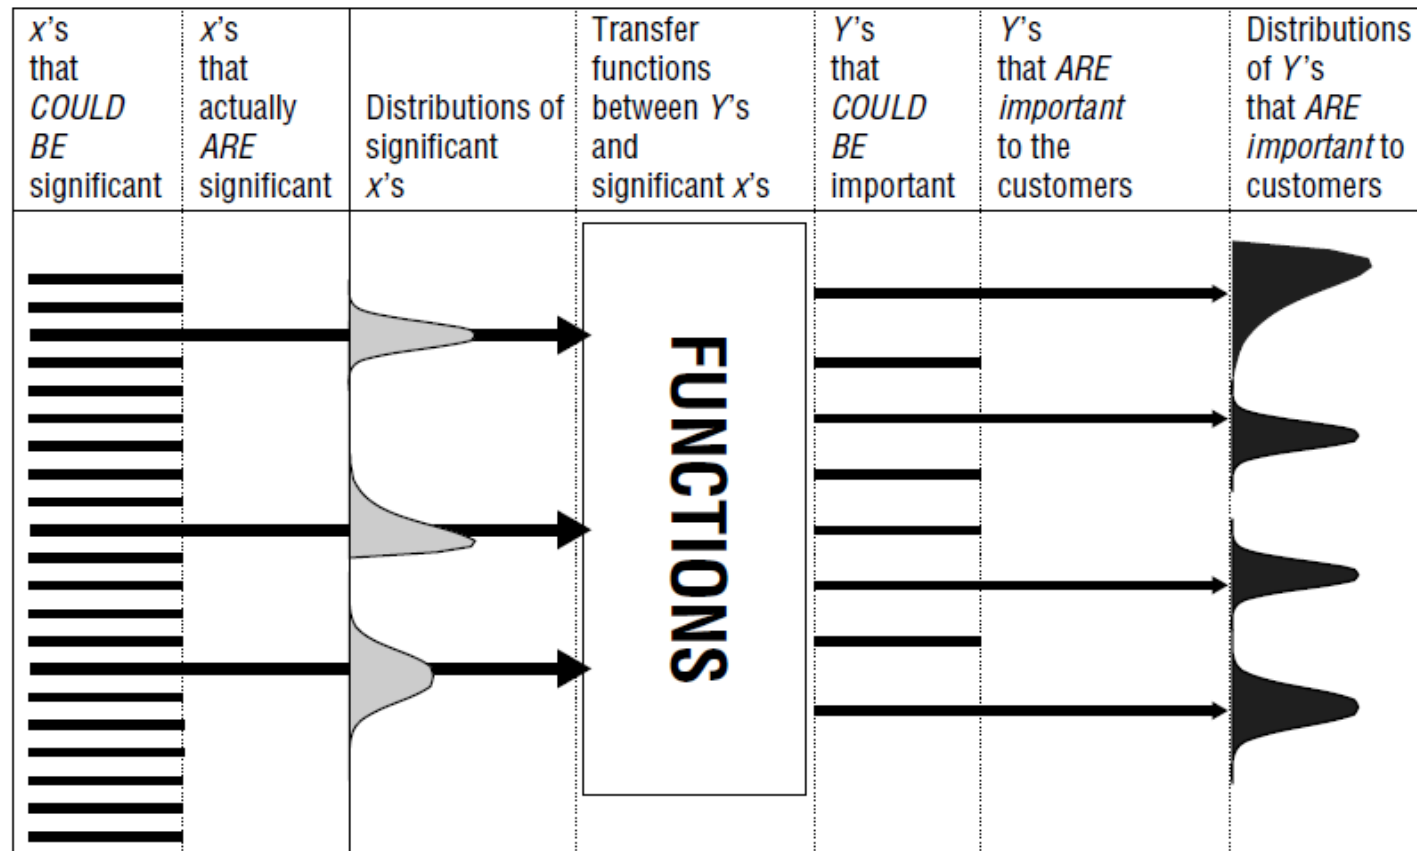 x's
that
COULD
BE
significant
x's
that
actually
ARE
significant
Distributions of
significant
x's
Transfer
functions
between Y's
and
significant x's
Y's
that
COULD
BE
important
Y's
that ARE
important
to the
customers
Distributions
of Y's
that ARE
important to
customers
FUNCTIONS